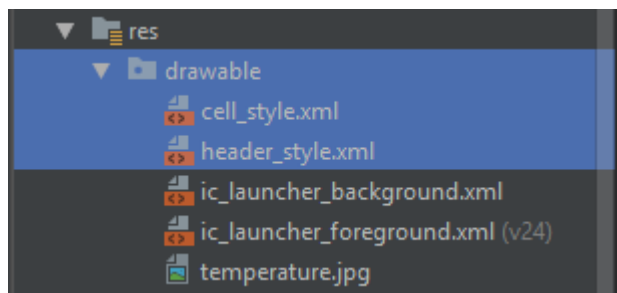 res
drawable
cell_style.xml
header_style.xml
ic_launcher_background.xml
ic_launcher_foreground.xml (v24)
temperature.jpg